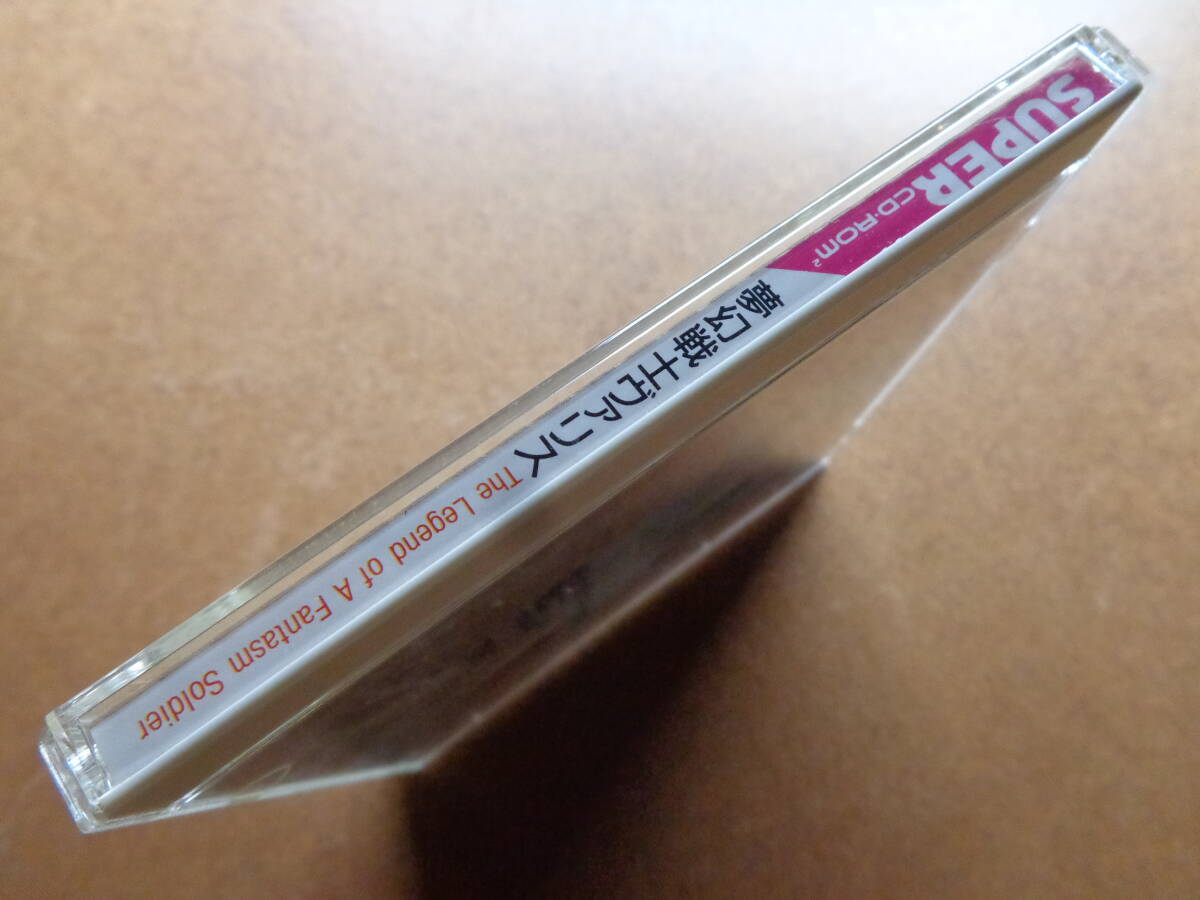 SUPER CD-ROM²
夢幻戦士ヴァリス The Legend of A Fantasm Soldier